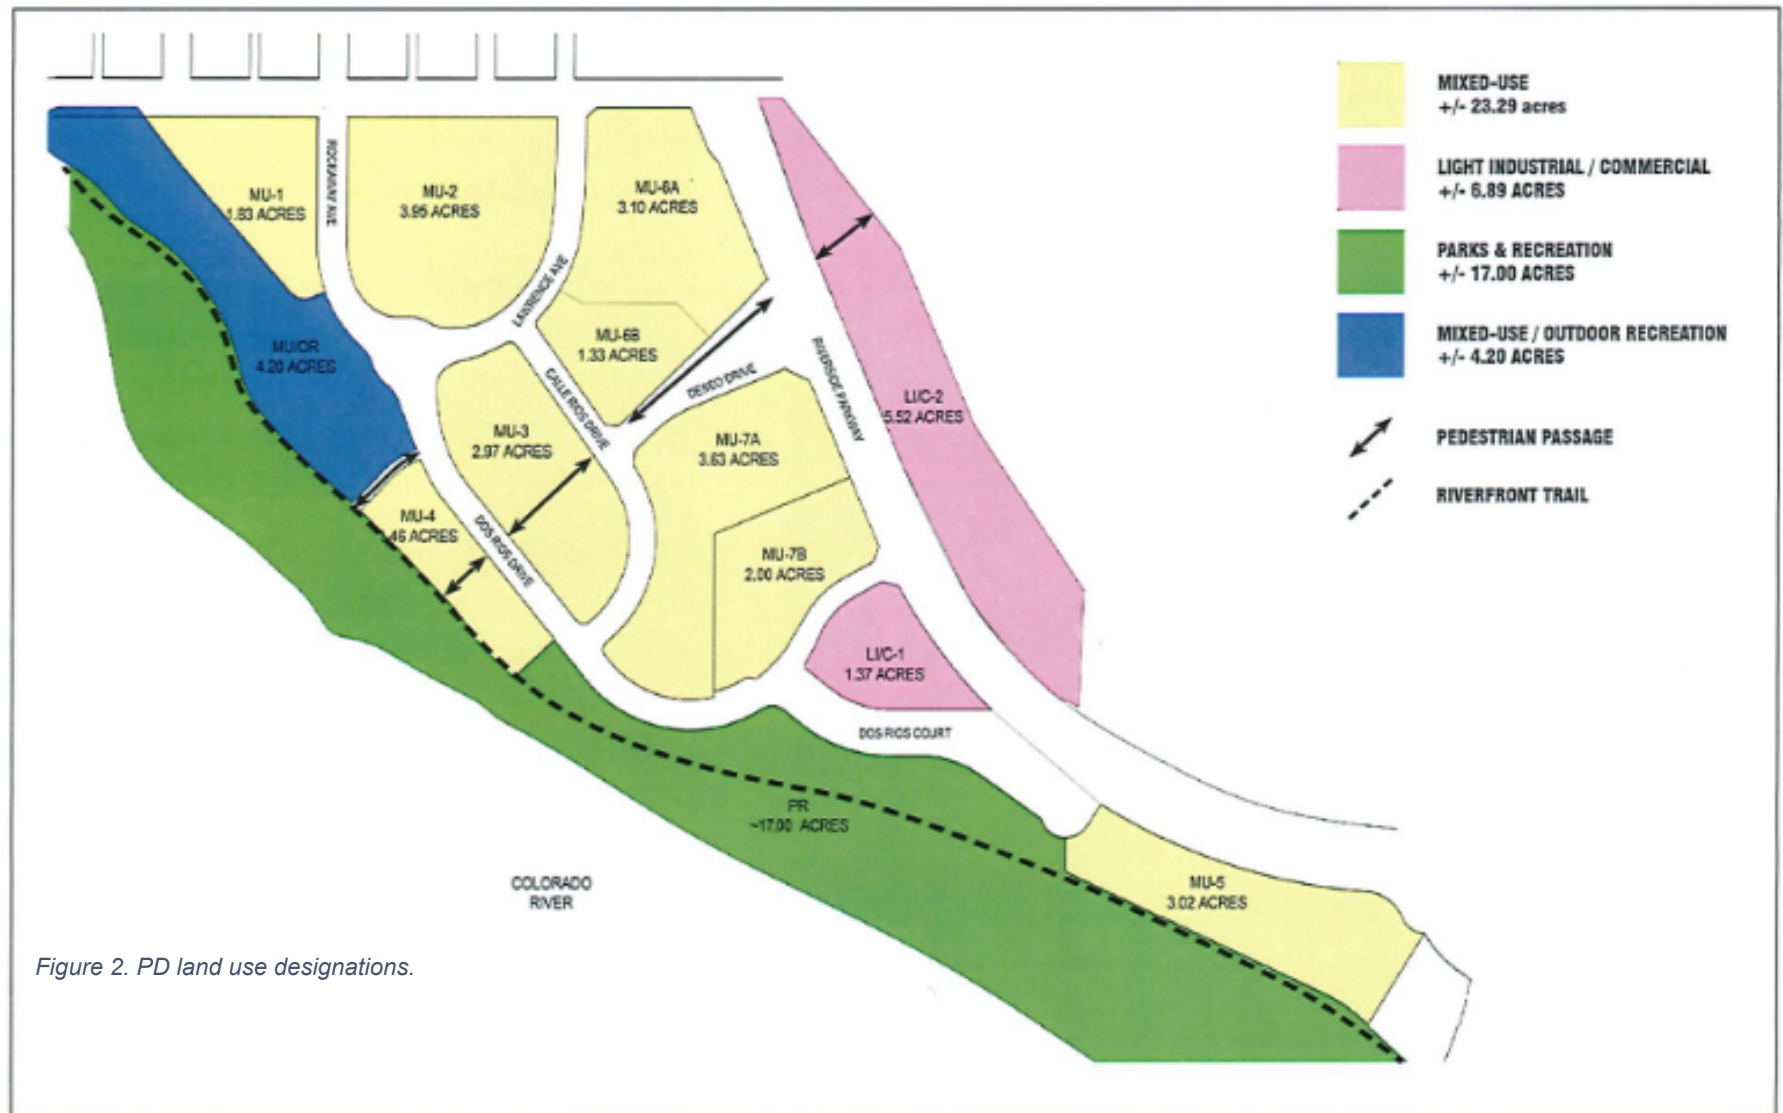 MIXED-USE
+/- 23.29 acres
LIGHT INDUSTRIAL / COMMERCIAL
+/- 6.89 ACRES
PARKS & RECREATION
+/- 17.00 ACRES
MIXED-USE / OUTDOOR RECREATION
+/- 4.20 ACRES
PEDESTRIAN PASSAGE
RIVERFRONT TRAIL
MU-1
1.83 ACRES
ROCKAWAY AVE
MU-2
3.95 ACRES
MU-6A
3.10 ACRES
LAWRENCE AVE
MU-6B
1.33 ACRES
MU/OR
4.20 ACRES
CALLE RIOS DRIVE
DEMCO DRIVE
RIVERSIDE PARKWAY
LI/C-2
5.52 ACRES
MU-3
2.97 ACRES
MU-7A
3.63 ACRES
MU-4
.46 ACRES
DOS RIOS DRIVE
MU-7B
2.00 ACRES
LI/C-1
1.37 ACRES
DOS RIOS COURT
PR
~17.00 ACRES
COLORADO
RIVER
MU-5
3.02 ACRES
Figure 2. PD land use designations.